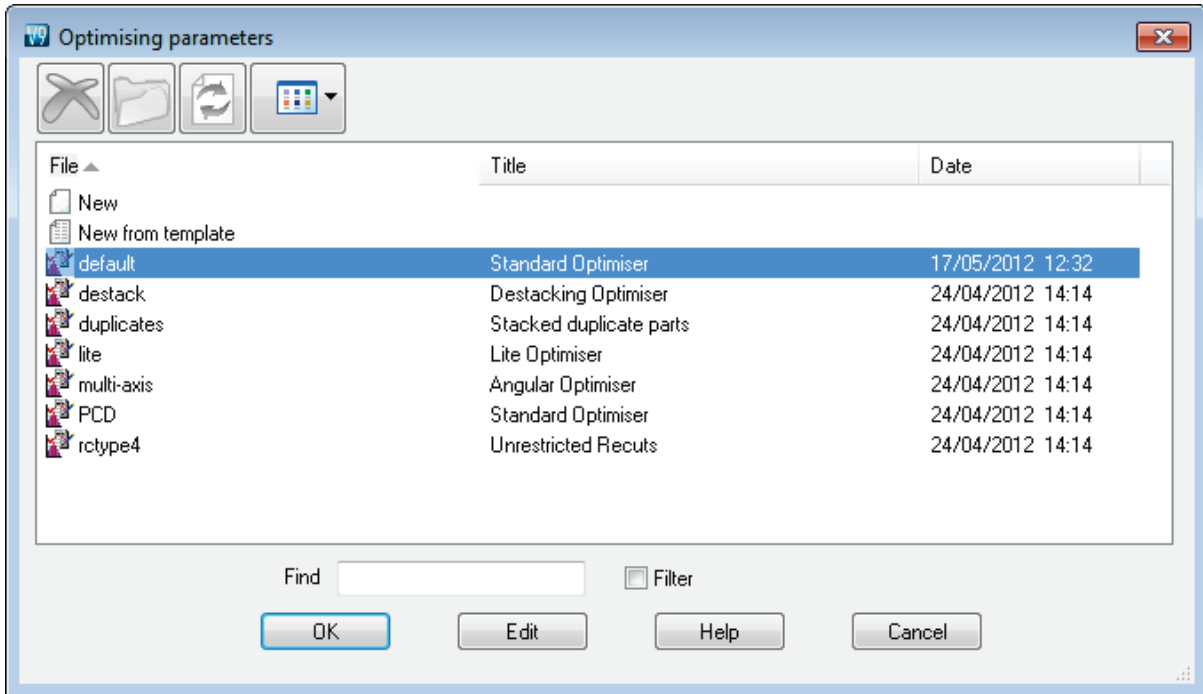 V9 Optimising parameters
File Title Date
New
New from template
default Standard Optimiser 17/05/2012 12:32
destack Destacking Optimiser 24/04/2012 14:14
duplicates Stacked duplicate parts 24/04/2012 14:14
lite Lite Optimiser 24/04/2012 14:14
multi-axis Angular Optimiser 24/04/2012 14:14
PCD Standard Optimiser 24/04/2012 14:14
rctype4 Unrestricted Recuts 24/04/2012 14:14
Find Filter
OK Edit Help Cancel